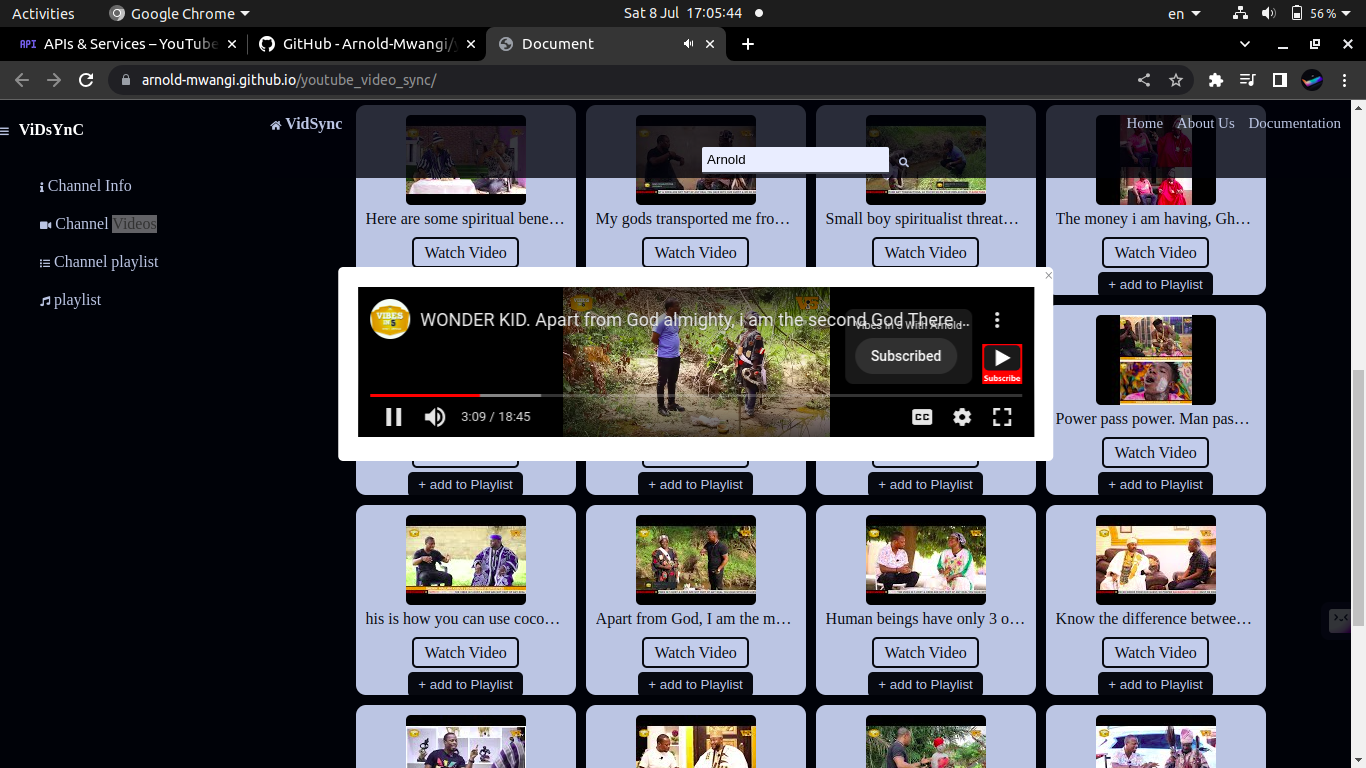 Activities
Google Chrome
Sat 8 Jul 17:05:44
en
56 %
API APIs & Services – YouTube
GitHub - Arnold-Mwangi/y
Document
arnold-mwangi.github.io/youtube_video_sync/
ViDsYnC
VidSync
Home About Us Documentation
Arnold
Channel Info
Channel Videos
Channel playlist
playlist
Here are some spiritual bene…
My gods transported me fro…
Small boy spiritualist threat…
The money i am having, Gh…
Watch Video
Watch Video
Watch Video
Watch Video
+ add to Playlist
×
VIBES IN 5
WONDER KID. Apart from God almighty, i am the second God There…
Vibes In 5 With Arnold
Subscribed
Subscribe
3:09 / 18:45
CC
Power pass power. Man pas…
Watch Video
+ add to Playlist
+ add to Playlist
+ add to Playlist
+ add to Playlist
his is how you can use coco…
Apart from God, I am the m…
Human beings have only 3 o…
Know the difference betwee…
Watch Video
Watch Video
Watch Video
Watch Video
+ add to Playlist
+ add to Playlist
+ add to Playlist
+ add to Playlist